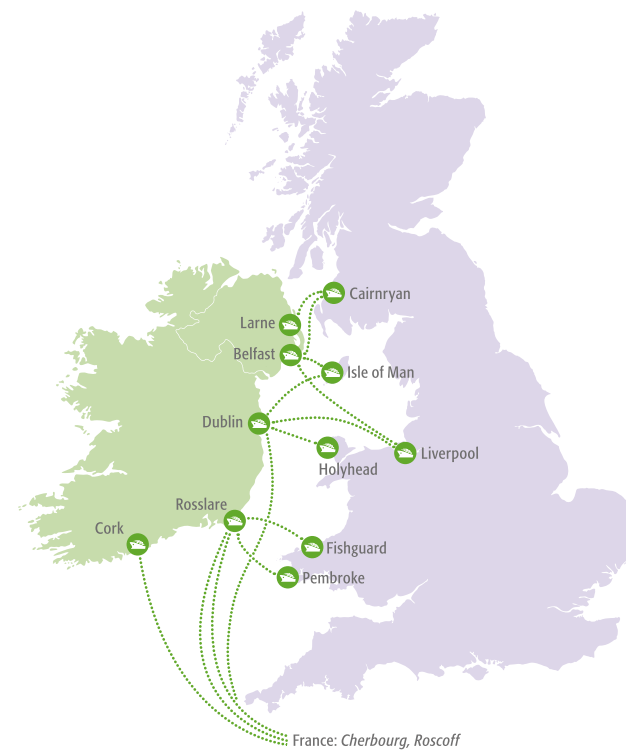 Cairnryan
Larne
Belfast
Isle of Man
Dublin
Liverpool
Holyhead
Rosslare
Cork
Fishguard
Pembroke
France: Cherbourg, Roscoff